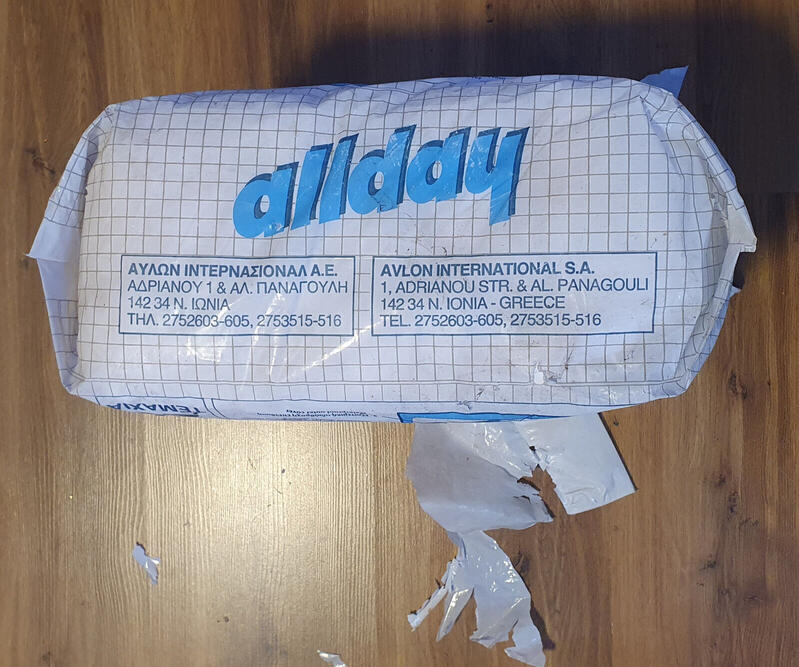 allday
ΑΥΛΩΝ ΙΝΤΕΡΝΑΣΙΟΝΑΛ Α.Ε.
ΑΔΡΙΑΝΟΥ 1 & ΑΛ. ΠΑΝΑΓΟΥΛΗ
142 34 Ν. ΙΩΝΙΑ
ΤΗΛ. 2752603-605, 2753515-516
AVLON INTERNATIONAL S.A.
1, ADRIANOU STR. & AL. PANAGOULI
142 34 N. IONIA - GREECE
TEL. 2752603-605, 2753515-516
ΤΕΜΑΧΙΑ